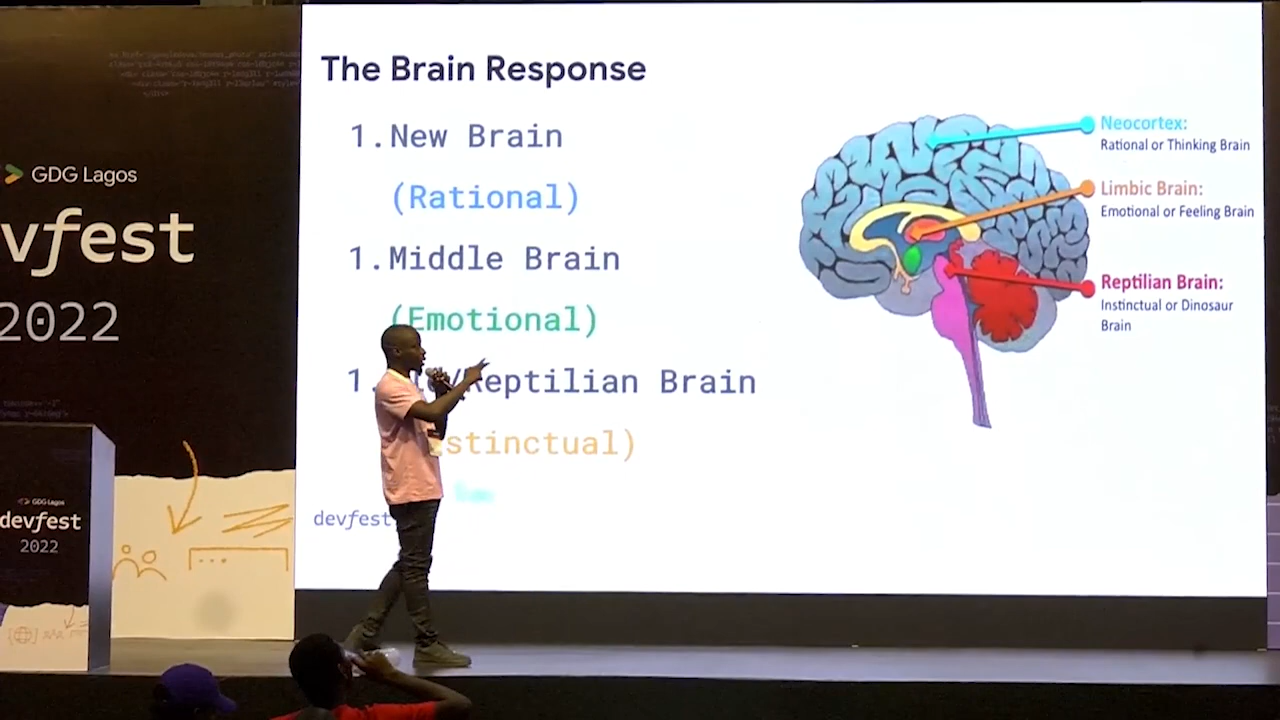 GDG Lagos
vfest
2022
GDG Lagos
devfest
2022
The Brain Response
1. New Brain
(Rational)
1. Middle Brain
(Emotional)
1. /Reptilian Brain
stinctual)
devfest
Neocortex:
Rational or Thinking Brain
Limbic Brain:
Emotional or Feeling Brain
Reptilian Brain:
Instinctual or Dinosaur
Brain